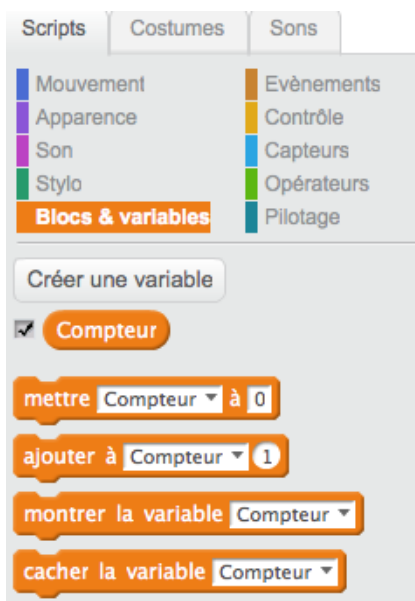 Scripts Costumes Sons
Mouvement Evènements
Apparence Contrôle
Son Capteurs
Stylo Opérateurs
Blocs & variables Pilotage
Créer une variable
Compteur
mettre Compteur à 0
ajouter à Compteur 1
montrer la variable Compteur
cacher la variable Compteur